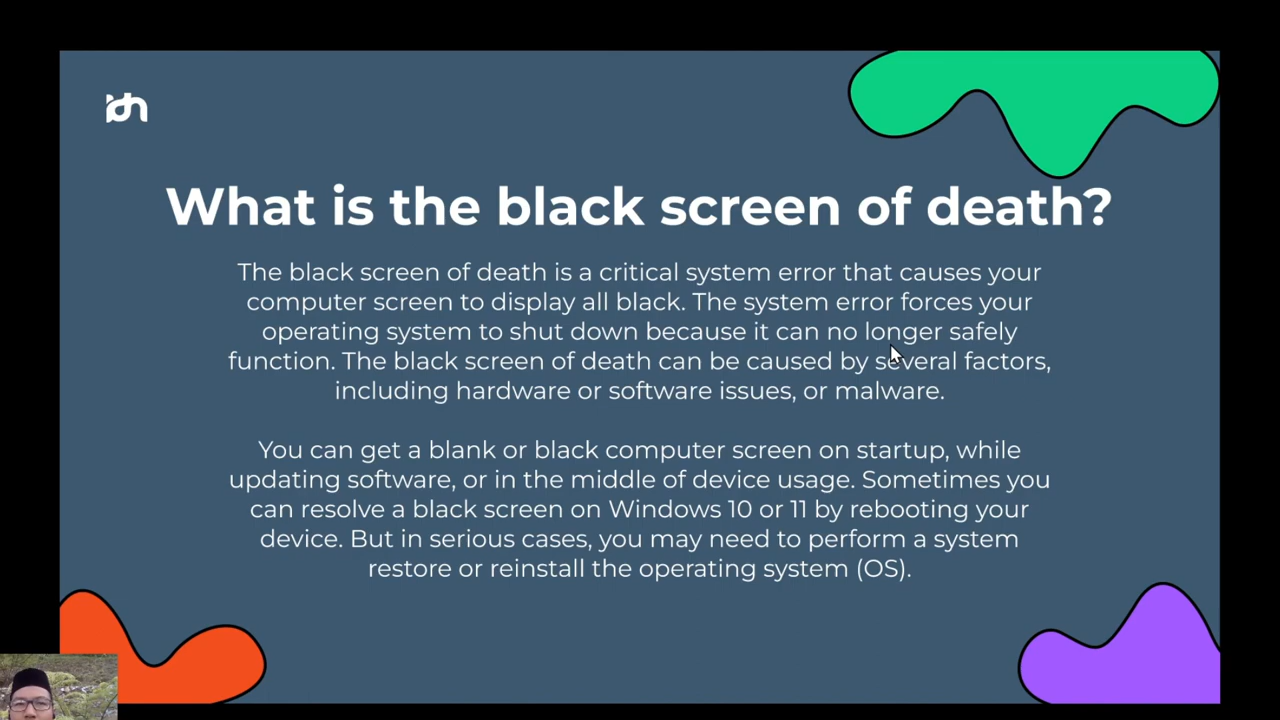 What is the black screen of death?
The black screen of death is a critical system error that causes your
computer screen to display all black. The system error forces your
operating system to shut down because it can no longer safely
function. The black screen of death can be caused by several factors,
including hardware or software issues, or malware.
You can get a blank or black computer screen on startup, while
updating software, or in the middle of device usage. Sometimes you
can resolve a black screen on Windows 10 or 11 by rebooting your
device. But in serious cases, you may need to perform a system
restore or reinstall the operating system (OS).